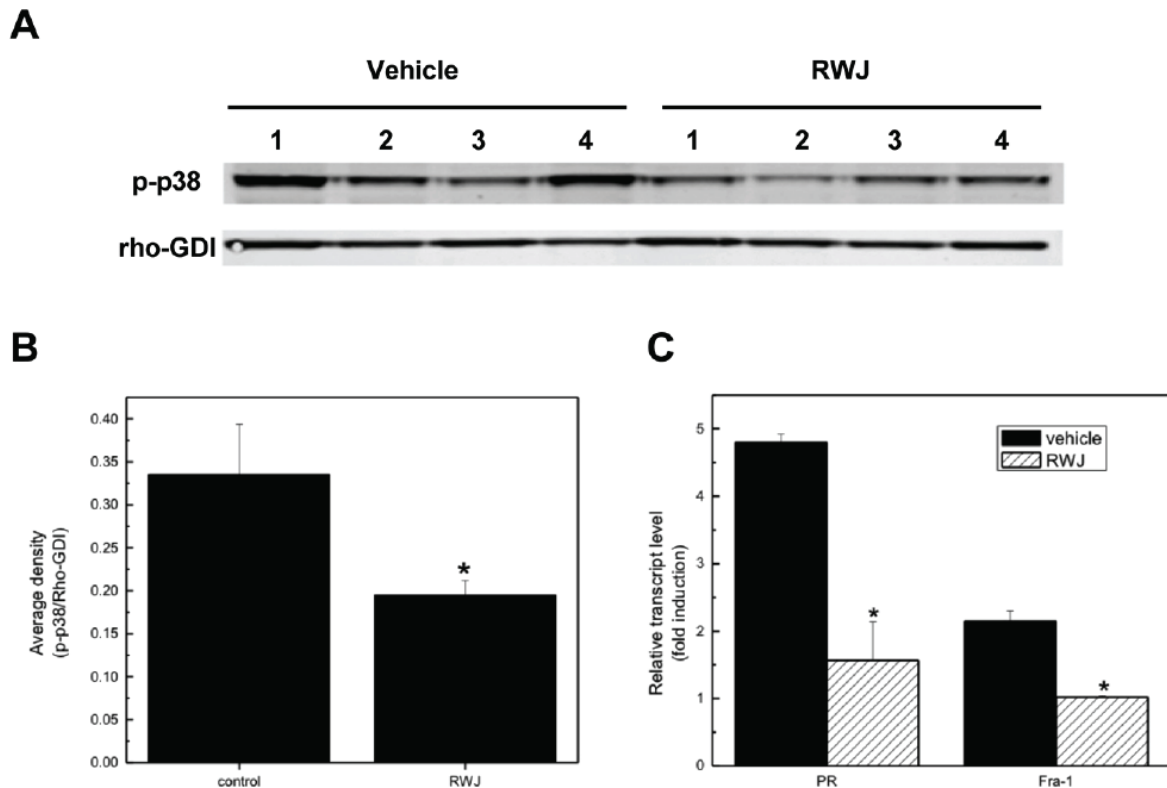 A
Vehicle RWJ
1 2 3 4 1 2 3 4
p-p38
rho-GDI
B
0.40
0.35
0.30
0.25
0.20
0.15
0.10
0.05
0.00
Average density
(p-p38/Rho-GDI)
*
control RWJ
C
5
4
3
2
1
0
Relative transcript level
(fold induction)
vehicle
RWJ
*
*
PR Fra-1